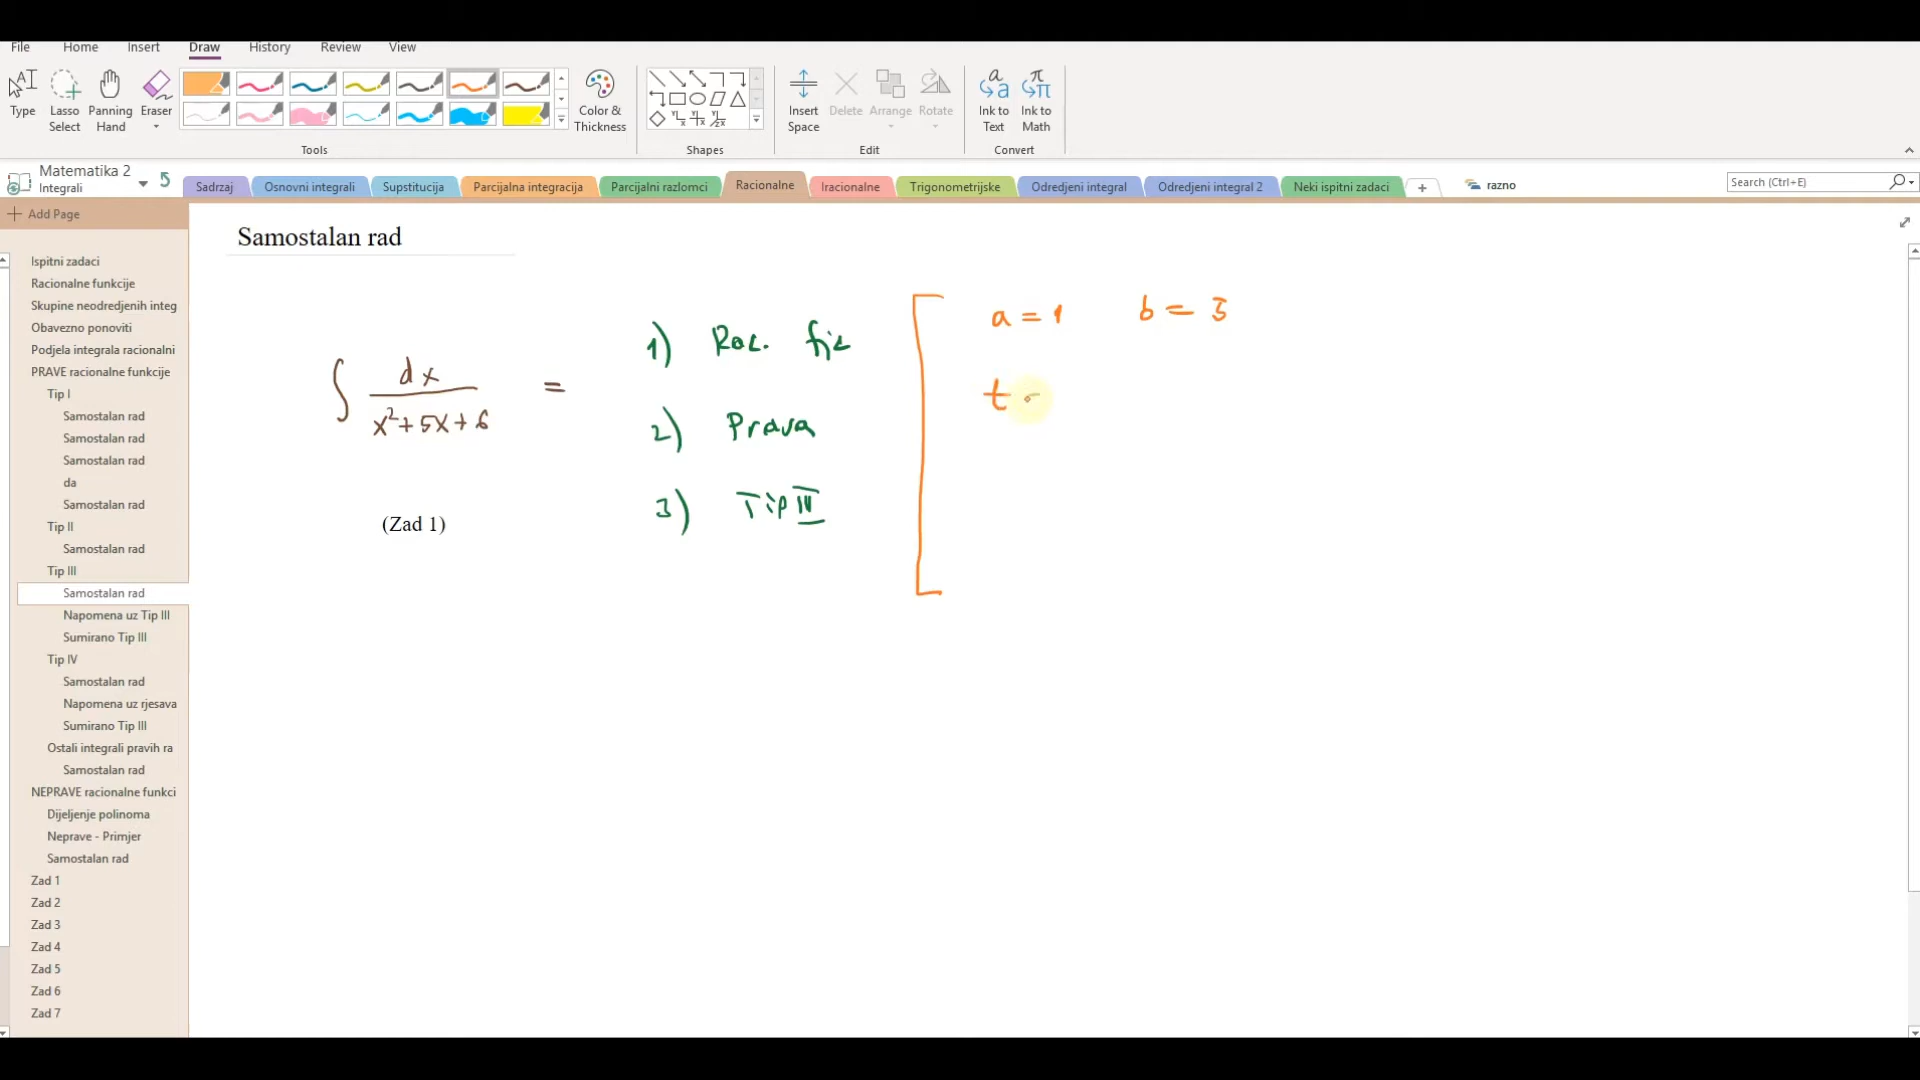 File Home Insert Draw History Review View
Type
Lasso Select
Panning Hand
Eraser
Color & Thickness
Insert Space
Delete
Arrange
Rotate
Ink to Text
Ink to Math
Tools
Shapes
Edit
Convert
Matematika 2
Integrali
Sadrzaj
Osnovni integrali
Supstitucija
Parcijalna integracija
Parcijalni razlomci
Racionalne
Iracionalne
Trigonometrijske
Odredjeni integral
Odredjeni integral 2
Neki ispitni zadaci
razno
Search (Ctrl+E)
Add Page
Ispitni zadaci
Racionalne funkcije
Skupine neodredjenih integ
Obavezno ponoviti
Podjela integrala racionalni
PRAVE racionalne funkcije
Tip I
Samostalan rad
Samostalan rad
Samostalan rad
da
Samostalan rad
Tip II
Samostalan rad
Tip III
Samostalan rad
Napomena uz Tip III
Sumirano Tip III
Tip IV
Samostalan rad
Napomena uz rjesava
Sumirano Tip III
Ostali integrali pravih ra
Samostalan rad
NEPRAVE racionalne funkci
Dijeljenje polinoma
Neprave - Primjer
Samostalan rad
Zad 1
Zad 2
Zad 3
Zad 4
Zad 5
Zad 6
Zad 7
Samostalan rad
∫ dx / (x² + 5x + 6) =
(Zad 1)
1) Rac. fje
2) Prava
3) Tip III
a = 1 b = 5
t -